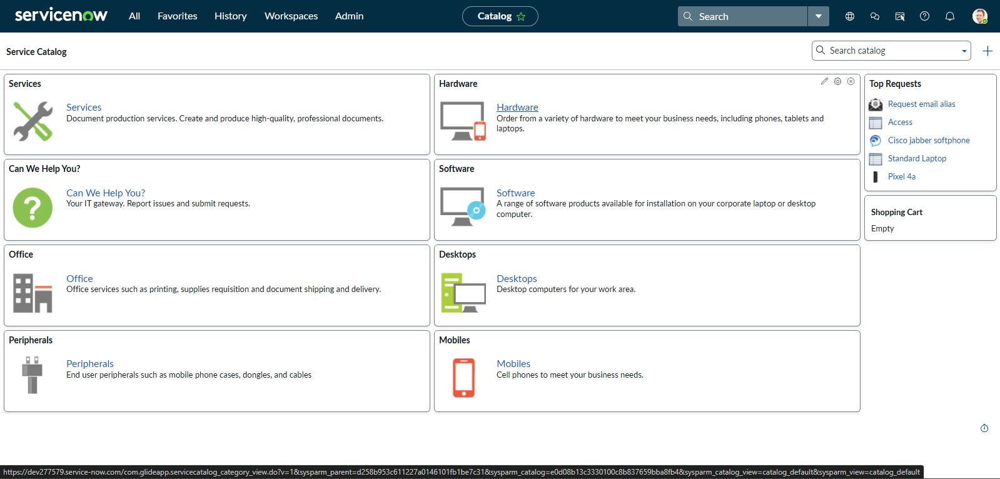 servicenow
All
Favorites
History
Workspaces
Admin
Catalog
Search
Service Catalog
Search catalog
Services
Services
Document production services. Create and produce high-quality, professional documents.
Hardware
Hardware
Order from a variety of hardware to meet your business needs, including phones, tablets and
laptops.
Can We Help You?
Can We Help You?
Your IT gateway. Report issues and submit requests.
Software
Software
A range of software products available for installation on your corporate laptop or desktop
computer.
Office
Office
Office services such as printing, supplies requisition and document shipping and delivery.
Desktops
Desktops
Desktop computers for your work area.
Peripherals
Peripherals
End user peripherals such as mobile phone cases, dongles, and cables
Mobiles
Mobiles
Cell phones to meet your business needs.
Top Requests
Request email alias
Access
Cisco jabber softphone
Standard Laptop
Pixel 4a
Shopping Cart
Empty
https://dev277579.service-now.com/com.glideapp.servicecatalog_category_view.do?v=1&sysparm_parent=d258b953c611227a0146101fb1be7c31&sysparm_catalog=e0d08b13c3330100c8b837659bba8fb4&sysparm_catalog_view=catalog_default&sysparm_view=catalog_default